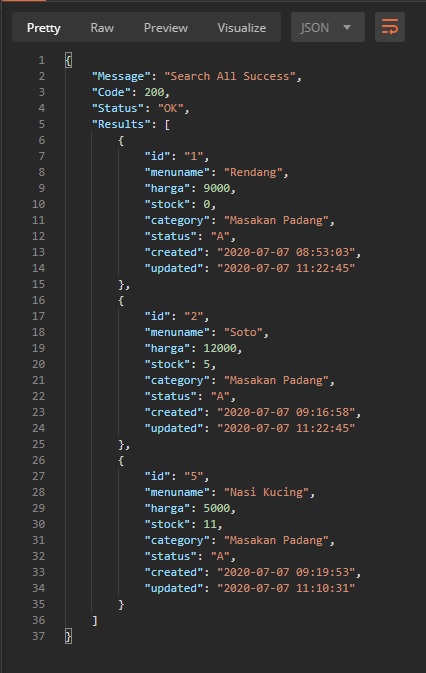 Pretty Raw Preview Visualize JSON
1 {
2 "Message": "Search All Success",
3 "Code": 200,
4 "Status": "OK",
5 "Results": [
6 {
7 "id": "1",
8 "menuname": "Rendang",
9 "harga": 9000,
10 "stock": 0,
11 "category": "Masakan Padang",
12 "status": "A",
13 "created": "2020-07-07 08:53:03",
14 "updated": "2020-07-07 11:22:45"
15 },
16 {
17 "id": "2",
18 "menuname": "Soto",
19 "harga": 12000,
20 "stock": 5,
21 "category": "Masakan Padang",
22 "status": "A",
23 "created": "2020-07-07 09:16:58",
24 "updated": "2020-07-07 11:22:45"
25 },
26 {
27 "id": "5",
28 "menuname": "Nasi Kucing",
29 "harga": 5000,
30 "stock": 11,
31 "category": "Masakan Padang",
32 "status": "A",
33 "created": "2020-07-07 09:19:53",
34 "updated": "2020-07-07 11:10:31"
35 }
36 ]
37 }